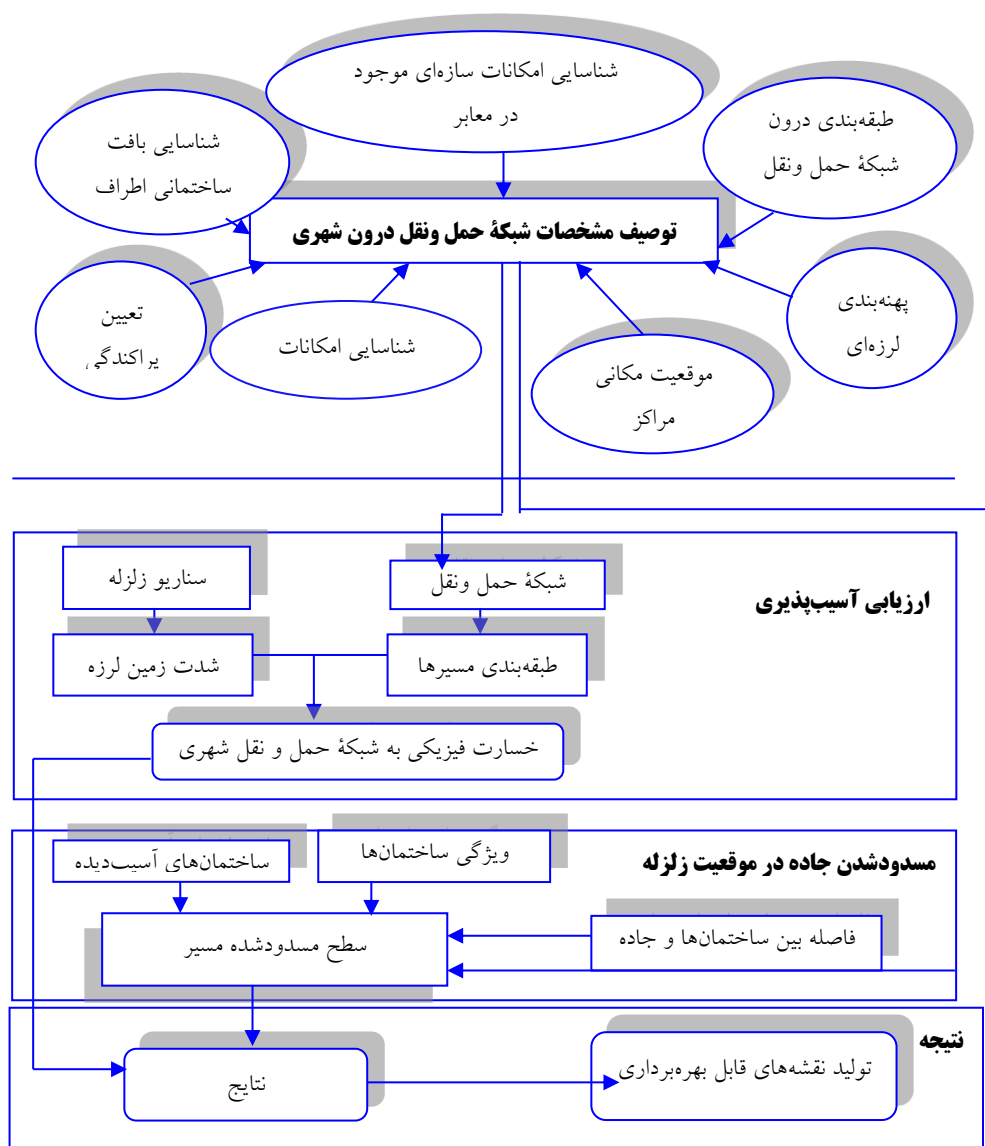 شناسایی امکانات سازه‌ای موجود
در معابر
طبقه‌بندی درون
شبکهٔ حمل ونقل
شناسایی بافت
ساختمانی اطراف
توصیف مشخصات شبکهٔ حمل ونقل درون شهری
پهنه‌بندی
لرزه‌ای
موقعیت مکانی
مراکز
شناسایی امکانات
تعیین
پراکندگی
ارزیابی آسیب‌پذیری
شبکهٔ حمل ونقل
سناریو زلزله
طبقه‌بندی مسیرها
شدت زمین لرزه
خسارت فیزیکی به شبکهٔ حمل و نقل شهری
مسدودشدن جاده در موقعیت زلزله
ویژگی ساختمان‌ها
ساختمان‌های آسیب‌دیده
فاصله بین ساختمان‌ها و جاده
سطح مسدودشده مسیر
نتیجه
تولید نقشه‌های قابل بهره‌برداری
نتایج